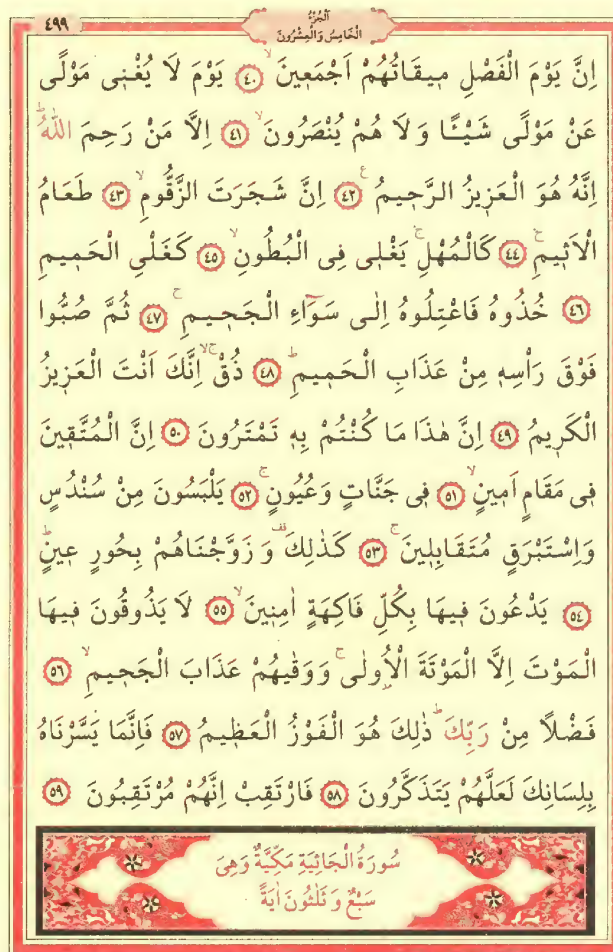 ٤٩٩
اَلْجُزْءُ
الْخَامِسُ وَالْعِشْرُونَ
اِنَّ يَوْمَ الْفَصْلِ م۪يقَاتُهُمْ اَجْمَع۪ينَۙ ﴿٤٠﴾ يَوْمَ لَا يُغْن۪ى مَوْلًى
عَنْ مَوْلًى شَيْـًٔا وَلَا هُمْ يُنْصَرُونَۙ ﴿٤١﴾ اِلَّا مَنْ رَحِمَ اللّٰهُۜ
اِنَّهُ هُوَ الْعَز۪يزُ الرَّح۪يمُ۟ ﴿٤٢﴾ اِنَّ شَجَرَتَ الزَّقُّومِۙ ﴿٤٣﴾ طَعَامُ
الْاَث۪يمِۚ ﴿٤٤﴾ كَالْمُهْلِۚ يَغْل۪ى فِى الْبُطُونِۙ ﴿٤٥﴾ كَغَلْىِ الْحَم۪يمِ
﴿٤٦﴾ خُذُوهُ فَاعْتِلُوهُ اِلٰى سَوَٓاءِ الْجَح۪يمِۚ ﴿٤٧﴾ ثُمَّ صُبُّوا
فَوْقَ رَأْسِه۪ مِنْ عَذَابِ الْحَم۪يمِۜ ﴿٤٨﴾ ذُقْۚۙ اِنَّكَ اَنْتَ الْعَز۪يزُ
الْكَر۪يمُ ﴿٤٩﴾ اِنَّ هٰذَا مَا كُنْتُمْ بِه۪ تَمْتَرُونَ ﴿٥٠﴾ اِنَّ الْمُتَّق۪ينَ
ف۪ى مَقَامٍ اَم۪ينٍۙ ﴿٥١﴾ ف۪ى جَنَّاتٍ وَعُيُونٍۚ ﴿٥٢﴾ يَلْبَسُونَ مِنْ سُنْدُسٍ
وَاِسْتَبْرَقٍ مُتَقَابِل۪ينَۚ ﴿٥٣﴾ كَذٰلِكَ۠ وَزَوَّجْنَاهُمْ بِحُورٍ ع۪ينٍۜ
﴿٥٤﴾ يَدْعُونَ ف۪يهَا بِكُلِّ فَاكِهَةٍ اٰمِن۪ينَۙ ﴿٥٥﴾ لَا يَذُوقُونَ ف۪يهَا
الْمَوْتَ اِلَّا الْمَوْتَةَ الْاُو۫لٰىۚ وَوَقٰيهُمْ عَذَابَ الْجَح۪يمِۙ ﴿٥٦﴾
فَضْلًا مِنْ رَبِّكَۜ ذٰلِكَ هُوَ الْفَوْزُ الْعَظ۪يمُ ﴿٥٧﴾ فَاِنَّمَا يَسَّرْنَاهُ
بِلِسَانِكَ لَعَلَّهُمْ يَتَذَكَّرُونَ ﴿٥٨﴾ فَارْتَقِبْ اِنَّهُمْ مُرْتَقِبُونَ ﴿٥٩﴾
سُورَةُ الْجَاثِيَةِ مَكِّيَّةٌ وَهِىَ
سَبْعٌ وَثَلٰثُونَ اٰيَةً